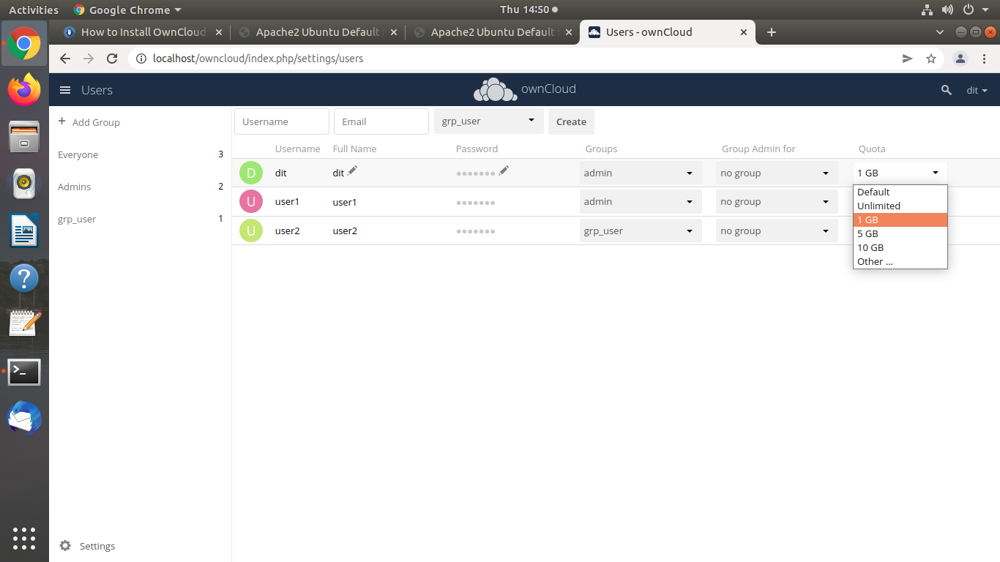 Activities Google Chrome Thu 14:50
How to Install OwnCloud Apache2 Ubuntu Default Apache2 Ubuntu Default Users - ownCloud
localhost/owncloud/index.php/settings/users
Users ownCloud dit
Add Group Username Email grp_user Create
Username Full Name Password Groups Group Admin for Quota
Everyone 3
D dit dit admin no group 1 GB
Admins 2
U user1 user1 admin no group
grp_user 1
U user2 user2 grp_user no group
Default
Unlimited
1 GB
5 GB
10 GB
Other ...
Settings